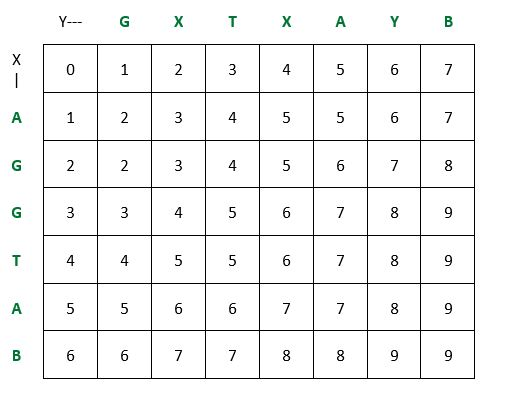 Y--- G X T X A Y B
X
| 0 1 2 3 4 5 6 7
A 1 2 3 4 5 5 6 7
G 2 2 3 4 5 6 7 8
G 3 3 4 5 6 7 8 9
T 4 4 5 5 6 7 8 9
A 5 5 6 6 7 7 8 9
B 6 6 7 7 8 8 9 9